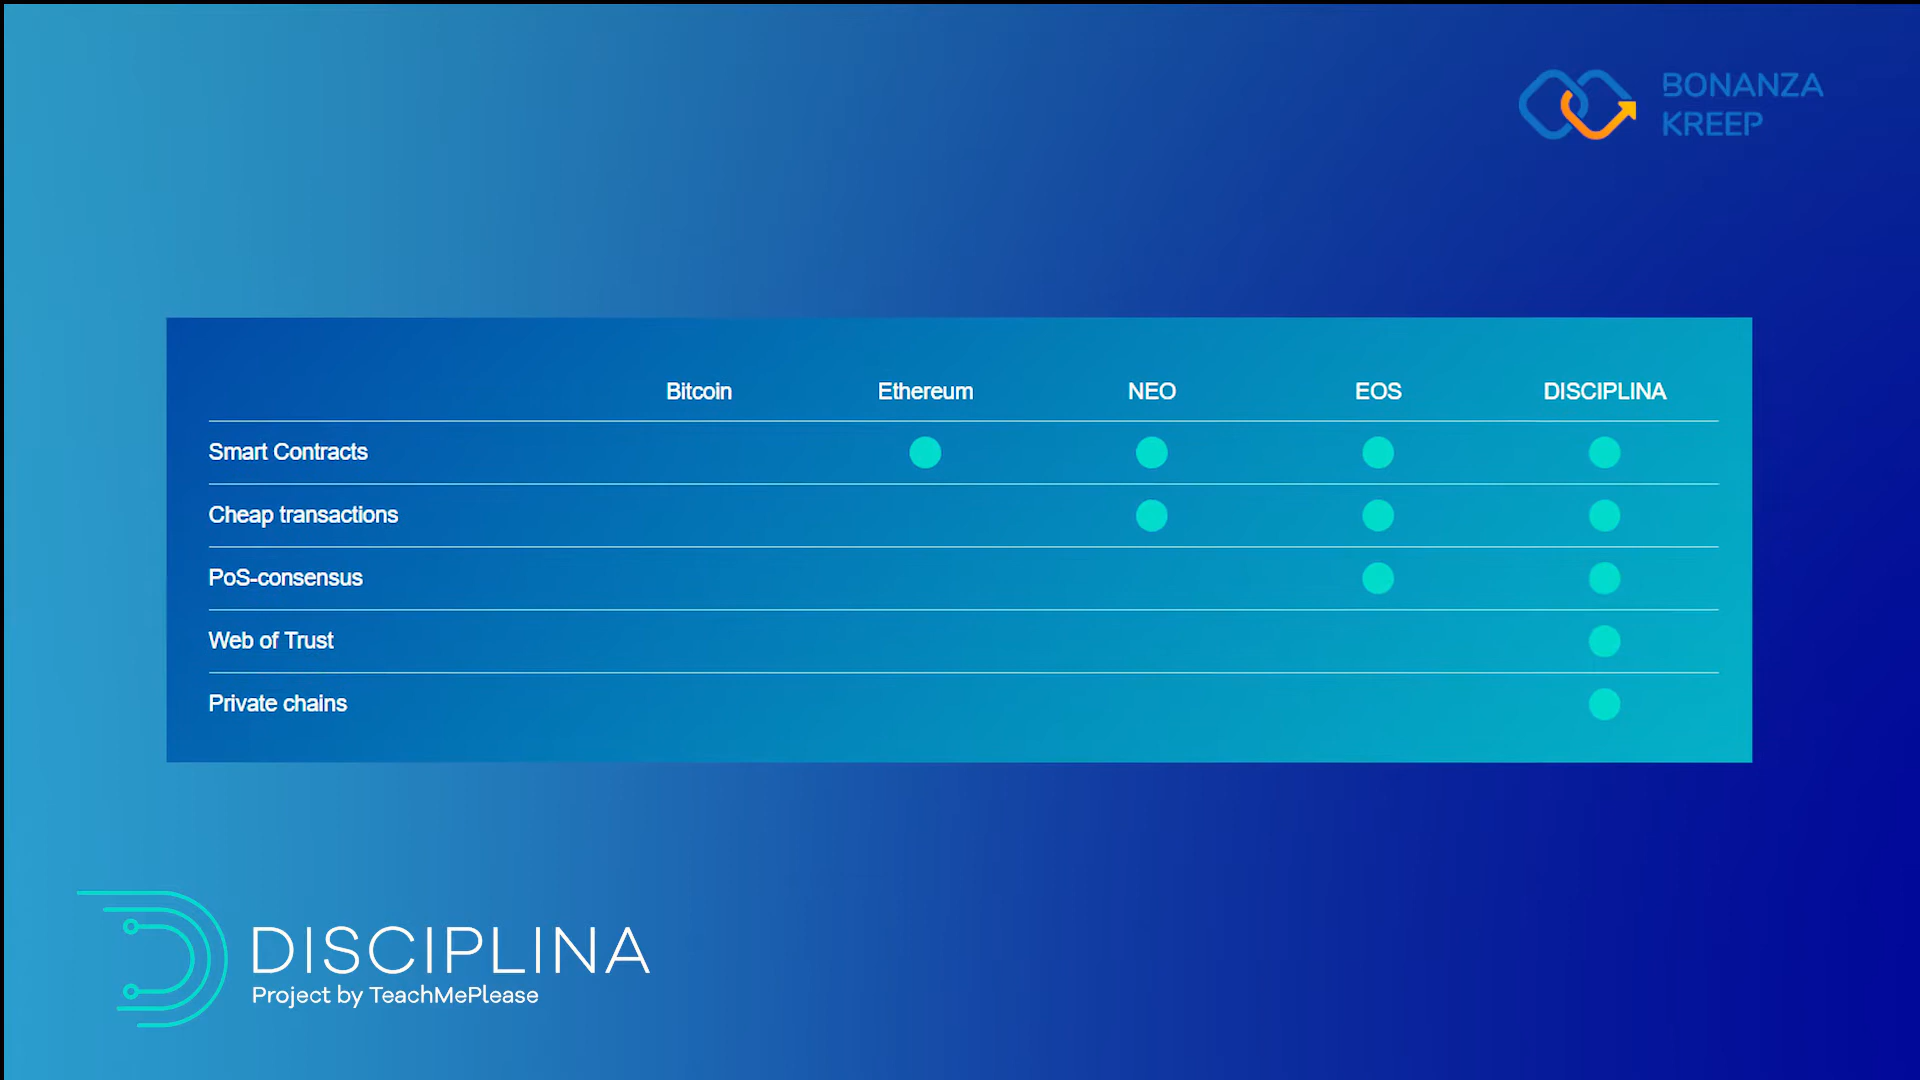 BONANZA
KREEP
Bitcoin Ethereum NEO EOS DISCIPLINA
Smart Contracts
Cheap transactions
PoS-consensus
Web of Trust
Private chains
DISCIPLINA
Project by TeachMePlease